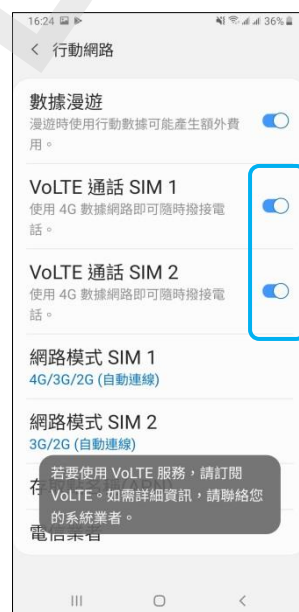 16:24 36%
行動網路
數據漫遊
漫遊時使用行動數據可能產生額外費
用。
VoLTE 通話 SIM 1
使用 4G 數據網路即可隨時撥接電
話。
VoLTE 通話 SIM 2
使用 4G 數據網路即可隨時撥接電
話。
網路模式 SIM 1
4G/3G/2G (自動連線)
網路模式 SIM 2
3G/2G (自動連線)
若要使用 VoLTE 服務，請訂閱
VoLTE。如需詳細資訊，請聯絡您
的系統業者。
電信業者